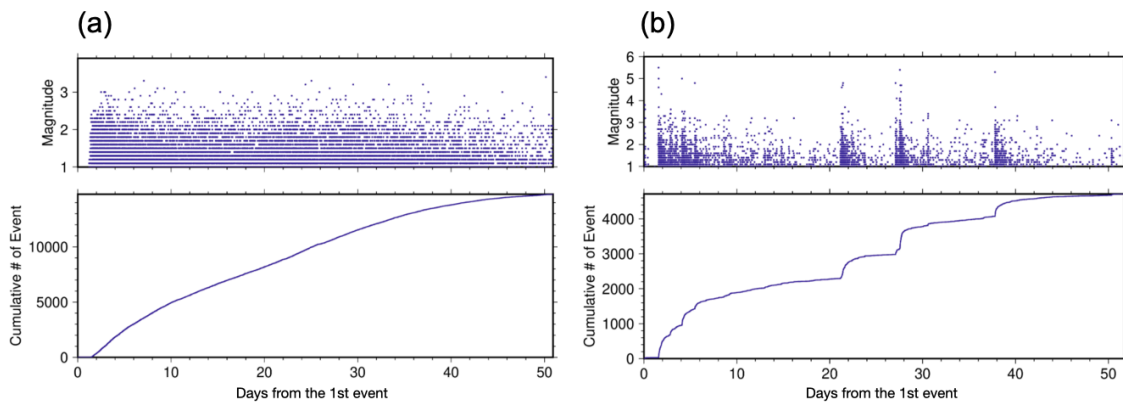 (a)
Magnitude
3
2
1
Cumulative # of Event
10000
5000
0
0 10 20 30 40 50
Days from the 1st event
(b)
Magnitude
6
5
4
3
2
1
Cumulative # of Event
4000
3000
2000
1000
0
0 10 20 30 40 50
Days from the 1st event